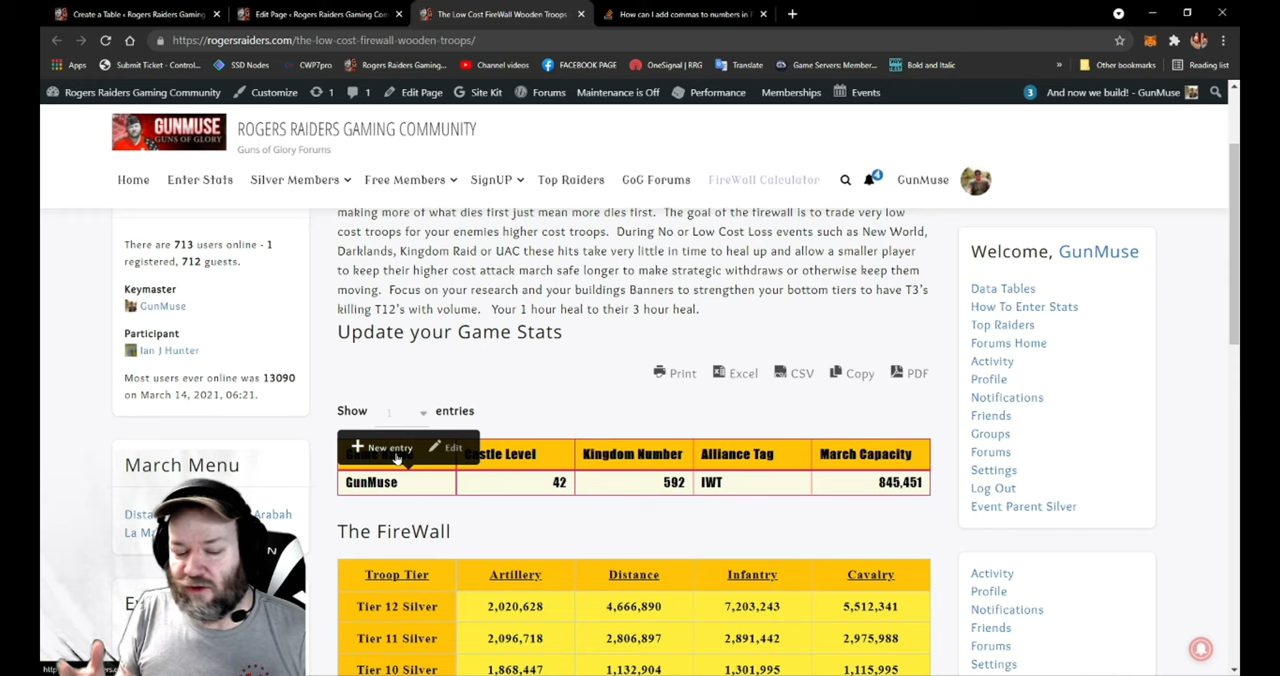 Create a Table ‹ Rogers Raiders Gaming
Edit Page ‹ Rogers Raiders Gaming Com
The Low Cost FireWall Wooden Troops
How can I add commas to numbers in
https://rogersraiders.com/the-low-cost-firewall-wooden-troops/
Apps
Submit Ticket - Control...
SSD Nodes
CWP7pro
Rogers Raiders Gaming...
Channel videos
FACEBOOK PAGE
OneSignal | RRG
Translate
Game Servers: Member...
Bold and Italic
»
Other bookmarks
Reading list
Rogers Raiders Gaming Community
Customize
1
1
Edit Page
Site Kit
Forums
Maintenance is Off
Performance
Memberships
Events
3
And now we build! - GunMuse
GUNMUSE
GUNS OF GLORY
ROGERS RAIDERS GAMING COMMUNITY
Guns of Glory Forums
Home
Enter Stats
Silver Members
Free Members
SignUP
Top Raiders
GoG Forums
FireWall Calculator
4
GunMuse
There are 713 users online - 1
registered, 712 guests.
Keymaster
GunMuse
Participant
Ian J Hunter
Most users ever online was 13090
on March 14, 2021, 06:21.
March Menu
Arabah
making more of what dies first just mean more dies first. The goal of the firewall is to trade very low
cost troops for your enemies higher cost troops. During No or Low Cost Loss events such as New World,
Darklands, Kingdom Raid or UAC these hits take very little in time to heal up and allow a smaller player
to keep their higher cost attack march safe longer to make strategic withdraws or otherwise keep them
moving. Focus on your research and your buildings Banners to strengthen your bottom tiers to have T3's
killing T12's with volume. Your 1 hour heal to their 3 hour heal.
Update your Game Stats
Print
Excel
CSV
Copy
PDF
Show 1 entries
New entry
Edit
Castle Level
Kingdom Number
Alliance Tag
March Capacity
GunMuse 42 592 IWT 845,451
The FireWall
Troop Tier Artillery Distance Infantry Cavalry
Tier 12 Silver 2,020,628 4,666,890 7,203,243 5,512,341
Tier 11 Silver 2,096,718 2,806,897 2,891,442 2,975,988
Tier 10 Silver 1,868,447 1,132,904 1,301,995 1,115,995
Welcome, GunMuse
Data Tables
How To Enter Stats
Top Raiders
Forums Home
Activity
Profile
Notifications
Friends
Groups
Forums
Settings
Log Out
Event Parent Silver
Activity
Profile
Notifications
Friends
Forums
Settings